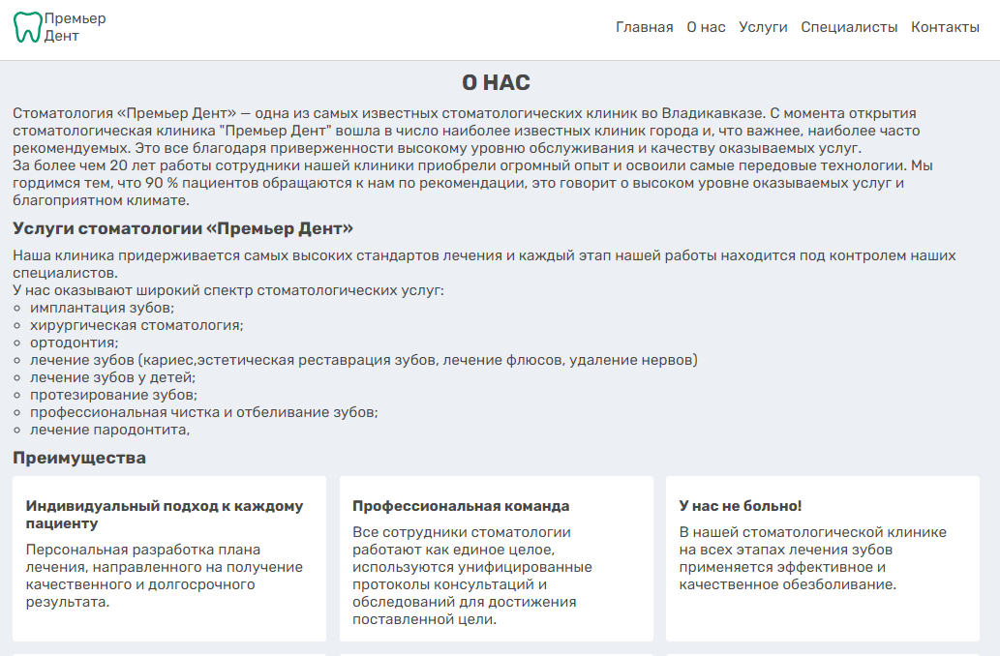 Премьер
Дент
Главная О нас Услуги Специалисты Контакты
О НАС
Стоматология «Премьер Дент» — одна из самых известных стоматологических клиник во Владикавказе. С момента открытия
стоматологическая клиника "Премьер Дент" вошла в число наиболее известных клиник города и, что важнее, наиболее часто
рекомендуемых. Это все благодаря приверженности высокому уровню обслуживания и качеству оказываемых услуг.
За более чем 20 лет работы сотрудники нашей клиники приобрели огромный опыт и освоили самые передовые технологии. Мы
гордимся тем, что 90 % пациентов обращаются к нам по рекомендации, это говорит о высоком уровне оказываемых услуг и
благоприятном климате.
Услуги стоматологии «Премьер Дент»
Наша клиника придерживается самых высоких стандартов лечения и каждый этап нашей работы находится под контролем наших
специалистов.
У нас оказывают широкий спектр стоматологических услуг:
имплантация зубов;
хирургическая стоматология;
ортодонтия;
лечение зубов (кариес,эстетическая реставрация зубов, лечение флюсов, удаление нервов)
лечение зубов у детей;
протезирование зубов;
профессиональная чистка и отбеливание зубов;
лечение пародонтита,
Преимущества
Индивидуальный подход к каждому
пациенту
Персональная разработка плана
лечения, направленного на получение
качественного и долгосрочного
результата.
Профессиональная команда
Все сотрудники стоматологии
работают как единое целое,
используются унифицированные
протоколы консультаций и
обследований для достижения
поставленной цели.
У нас не больно!
В нашей стоматологической клинике
на всех этапах лечения зубов
применяется эффективное и
качественное обезболивание.